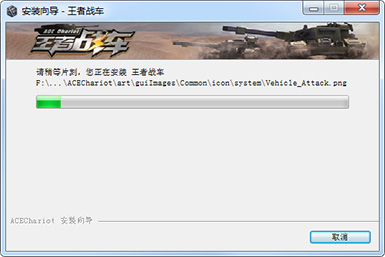 安装向导 - 王者战车
ACE Chariot
王者战车
请稍等片刻，您正在安装 王者战车
F:\...\ACEChariot\art\guiImages\Common\icon\system\Vehicle_Attack.png
ACEChariot 安装向导
取消